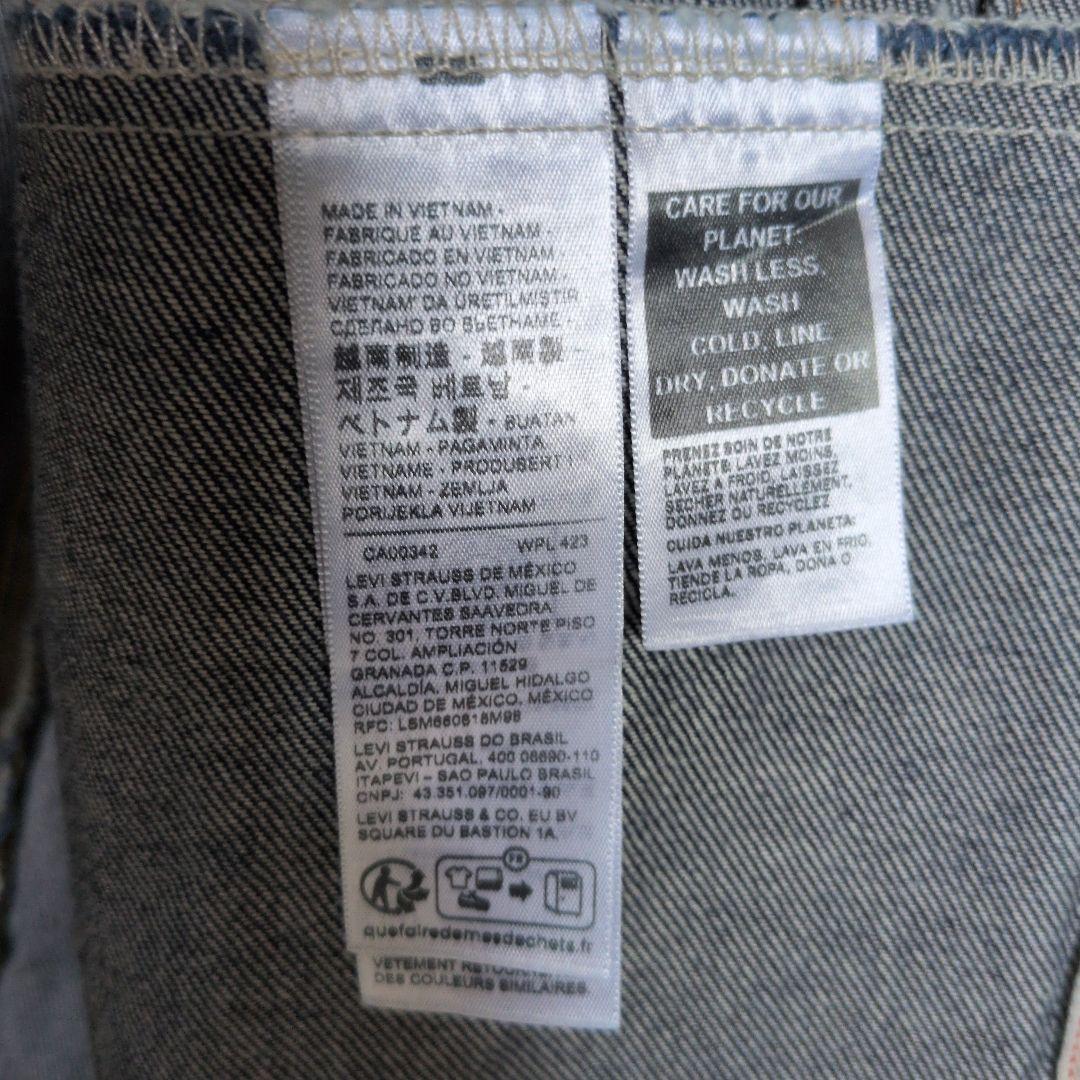 MADE IN VIETNAM -
FABRIQUE AU VIETNAM -
FABRICADO EN VIETNAM -
FABRICADO NO VIETNAM -
VIETNAM' DA ÜRETILMISTIR
СДЕЛАНО ВО ВЬЕТНАМЕ -
越南制造 - 越南製 -
제조국 베트남 -
ベトナム製 - BUATAN
VIETNAM - PAGAMINTA
VIETNAME - PRODUSERT I
VIETNAM - ZEMLJA
PORIJEKLA VIJETNAM
CA00342 WPL 423
LEVI STRAUSS DE MÉXICO
S.A. DE C.V.BLVD. MIGUEL DE
CERVANTES SAAVEDRA
NO. 301, TORRE NORTE PISO
7 COL. AMPLIACIÓN
GRANADA C.P. 11529
ALCALDÍA. MIGUEL HIDALGO
CIUDAD DE MÉXICO, MÉXICO
RFC:
LEVI STRAUSS DO BRASIL
AV. PORTUGAL, 400 06690-110
ITAPEVI – SAO PAULO BRASIL
CNPJ: 43.351.097/0001-90
LEVI STRAUSS & CO. EU BV
SQUARE DU BASTION 1A
FR
quefairedemesdechets.fr
VÊTEMENT
DES COULEURS SIMILAIRES.
CARE FOR OUR
PLANET:
WASH LESS,
WASH
COLD, LINE
DRY, DONATE OR
RECYCLE
PRENEZ SOIN DE NOTRE
PLANÈTE: LAVEZ MOINS,
LAVEZ A FROID, LAISSEZ
SÉCHER NATURELLEMENT,
DONNEZ OU RECYCLEZ
CUIDA NUESTRO PLANETA:
LAVA MENOS, LAVA EN FRIO,
TIENDE LA ROPA, DONA O
RECICLA.